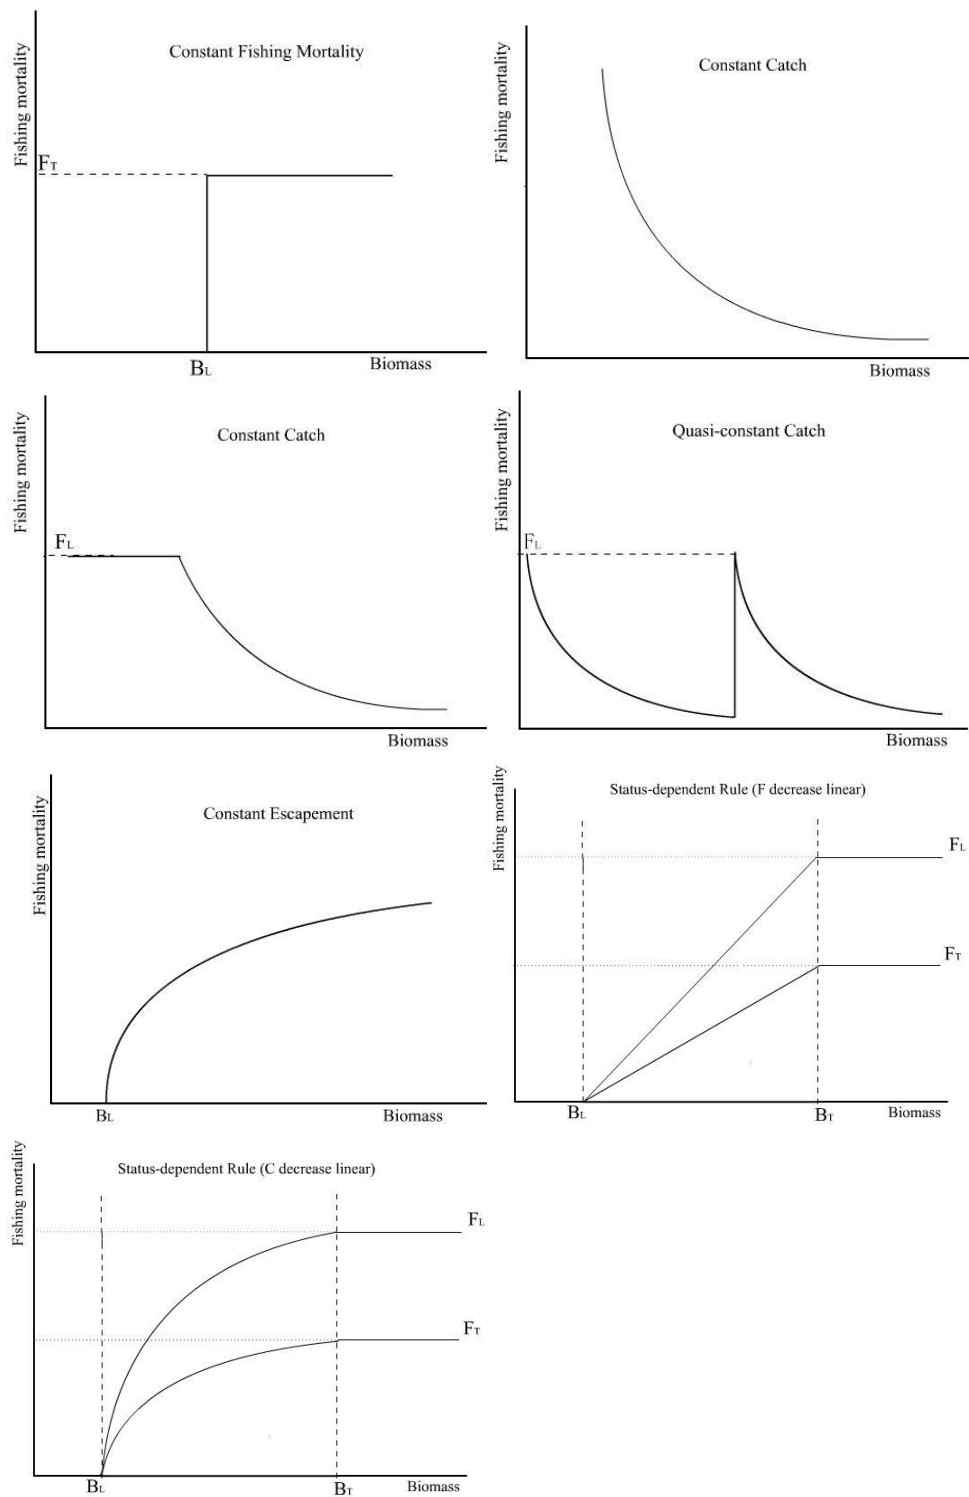 Fishing mortality
Constant Fishing Mortality
FT
BL
Biomass
Fishing mortality
Constant Catch
Biomass
Fishing mortality
Constant Catch
FL
Biomass
Fishing mortality
Quasi-constant Catch
FL
Biomass
Fishing mortality
Constant Escapement
BL
Biomass
Fishing mortality
Status-dependent Rule (F decrease linear)
FL
FT
BL
BT
Biomass
Fishing mortality
Status-dependent Rule (C decrease linear)
FL
FT
BL
BT
Biomass